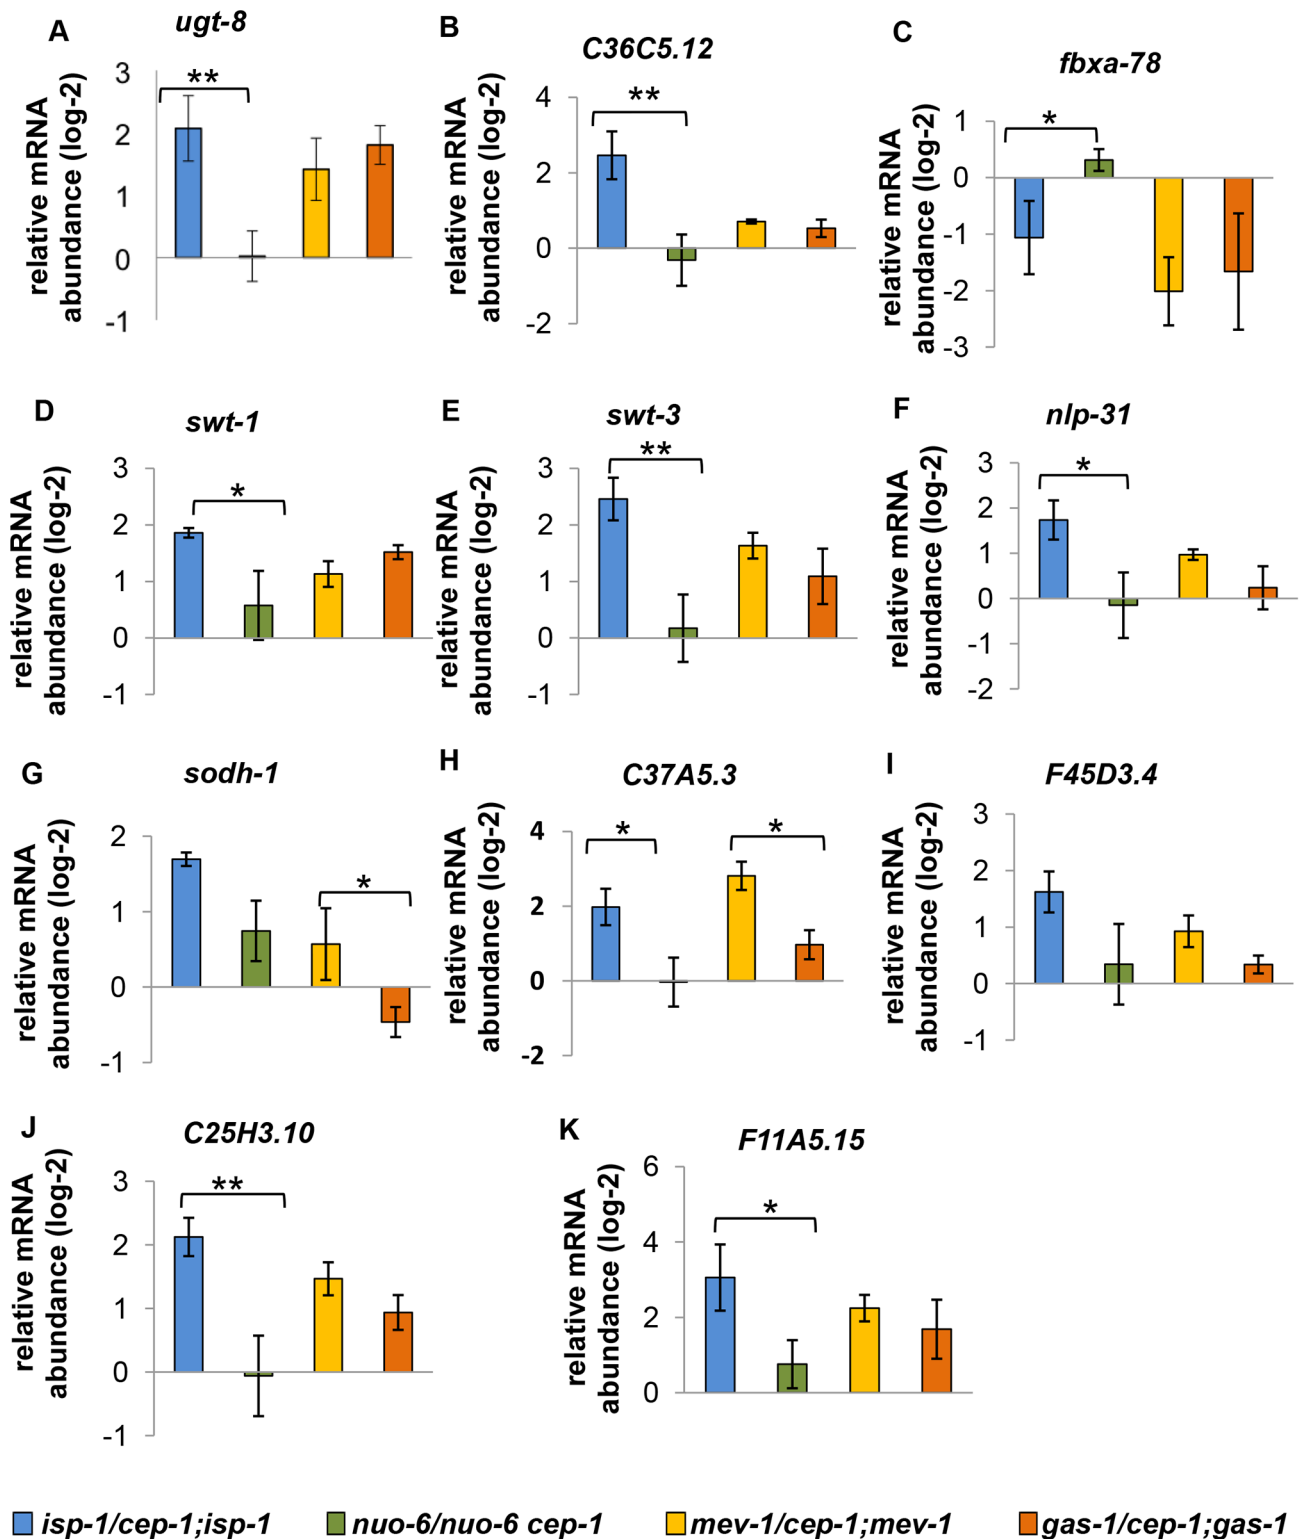 A
ugt-8
relative mRNA
abundance (log-2)
3
2
1
0
-1
**
B
C36C5.12
relative mRNA
abundance (log-2)
4
2
0
-2
**
C
fbxa-78
relative mRNA
abundance (log-2)
1
0
-1
-2
-3
*
D
swt-1
relative mRNA
abundance (log-2)
3
2
1
0
-1
*
E
swt-3
relative mRNA
abundance (log-2)
3
2
1
0
-1
**
F
nlp-31
relative mRNA
abundance (log-2)
3
2
1
0
-1
-2
*
G
sodh-1
relative mRNA
abundance (log-2)
2
1
0
-1
*
H
C37A5.3
relative mRNA
abundance (log-2)
4
2
0
-2
*
*
I
F45D3.4
relative mRNA
abundance (log-2)
3
2
1
0
-1
J
C25H3.10
relative mRNA
abundance (log-2)
3
2
1
0
-1
**
K
F11A5.15
relative mRNA
abundance (log-2)
6
4
2
0
*
isp-1/cep-1;isp-1
nuo-6/nuo-6 cep-1
mev-1/cep-1;mev-1
gas-1/cep-1;gas-1